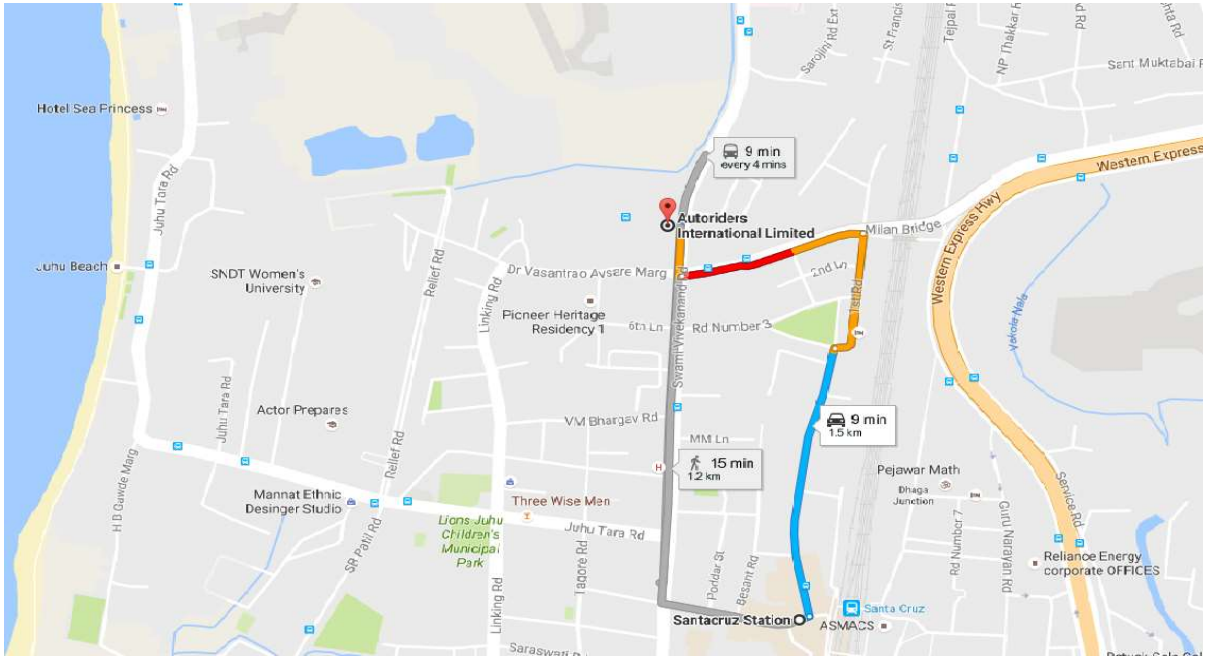 Hotel Sea Princess
Juhu Tara Rd
Juhu Beach
SNDT Women's
University
Relief Rd
Linking Rd
Dr Vasantrao Avsare Marg
Pioneer Heritage
Residency 1
6th Ln
Rd Number 3
Swami Vivekanand Rd
9 min
every 4 mins
Autoriders
International Limited
Sarojini Rd Ext
St Francis
Tejpal R
NP Thakkar R
d Rd
hta Rd
Sant Muktabai R
Milan Bridge
2nd Ln
1st Rd
Western Express
Western Express Hwy
Vakola Nala
Actor Prepares
Juhu Tara Rd
Relief Rd
VM Bhargav Rd
MM Ln
H
15 min
1.2 km
9 min
1.5 km
Pejawar Math
Dhaga
Junction
Mannat Ethnic
Desinger Studio
H B Gawde Marg
SR Patil Rd
Three Wise Men
Lions Juhu
Children's
Municipal
Park
Juhu Tara Rd
Linking Rd
Tagore Rd
Poddar St
Besant Rd
Rd Number 7
Guru Narayan Rd
Service Rd
Reliance Energy
corporate OFFICES
Santacruz Station
Santa Cruz
ASMACS
Saraswati Rd